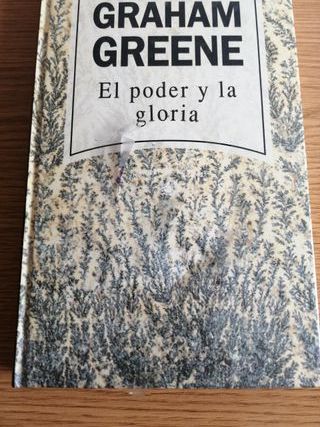 GRAHAM
GREENE
El poder y la
gloria